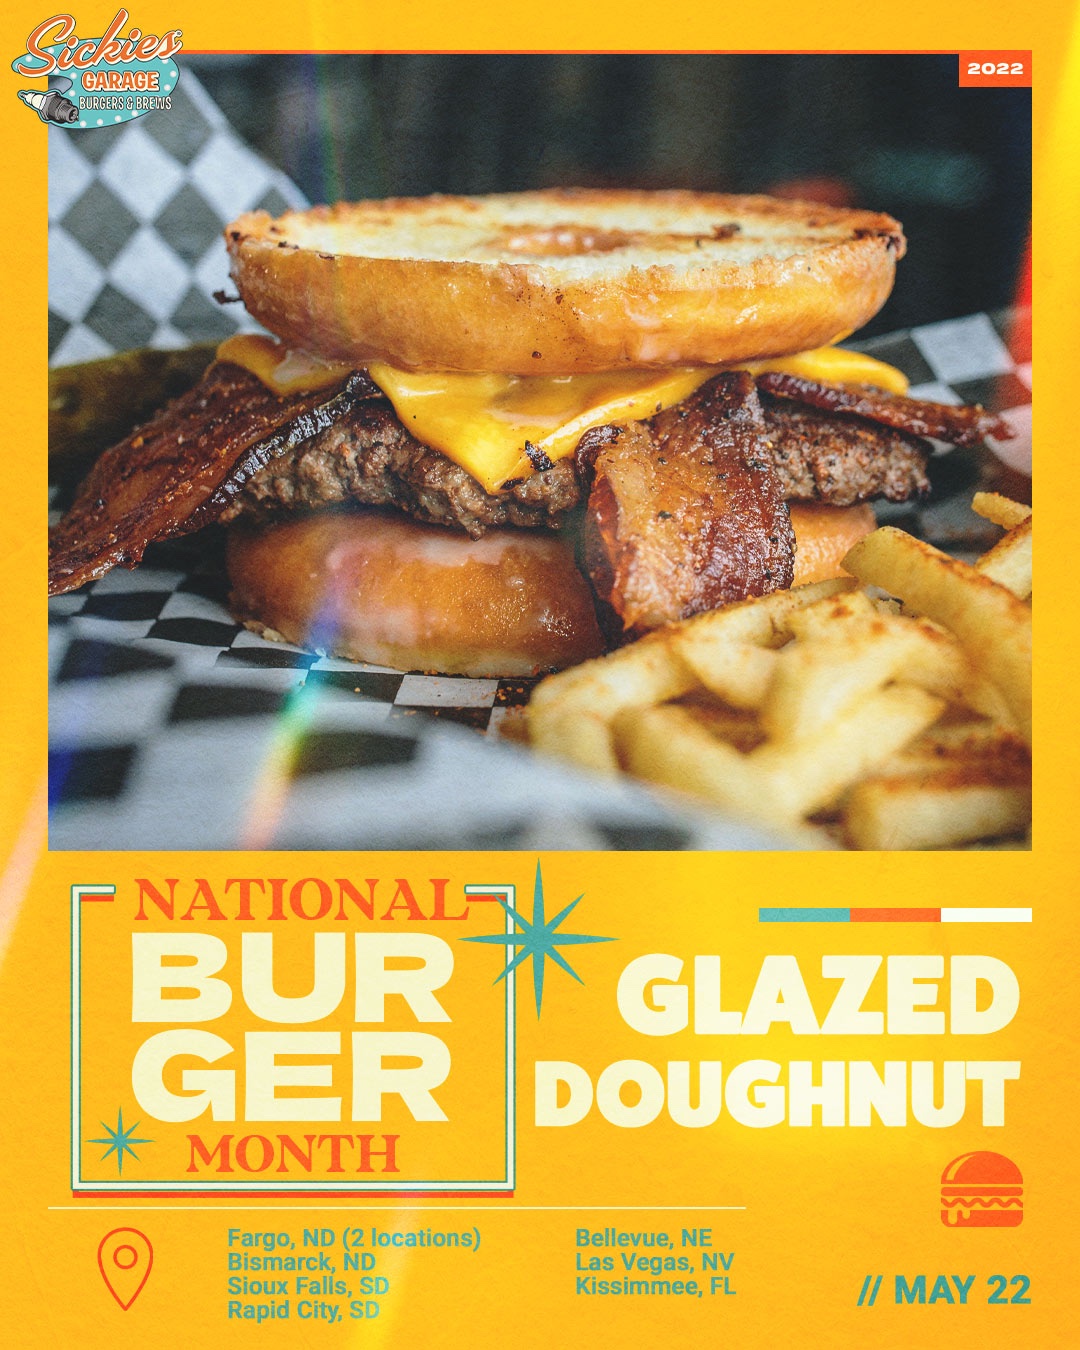 Sickies
GARAGE
BURGERS & BREWS
2022
NATIONAL
BUR
GER
MONTH
GLAZED
DOUGHNUT
Fargo, ND (2 locations)
Bismarck, ND
Sioux Falls, SD
Rapid City, SD
Bellevue, NE
Las Vegas, NV
Kissimmee, FL
// MAY 22